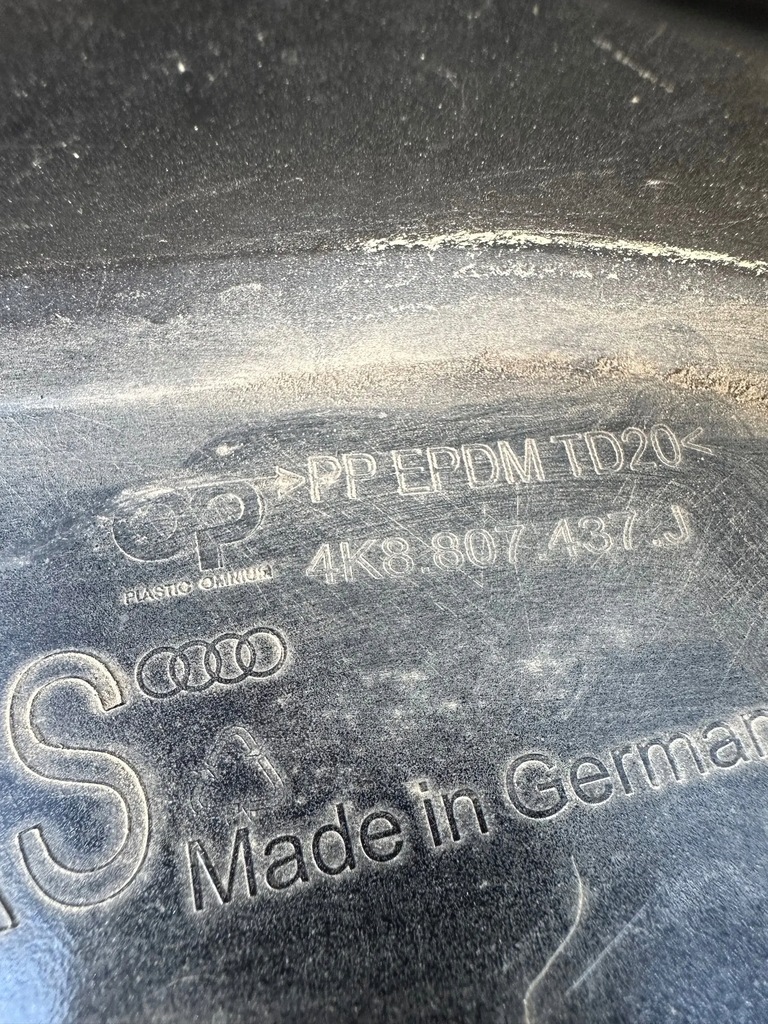 >PP EPDM TD20<
4K8.807.437.J
PLASTIC OMNIUM
S
Made in German